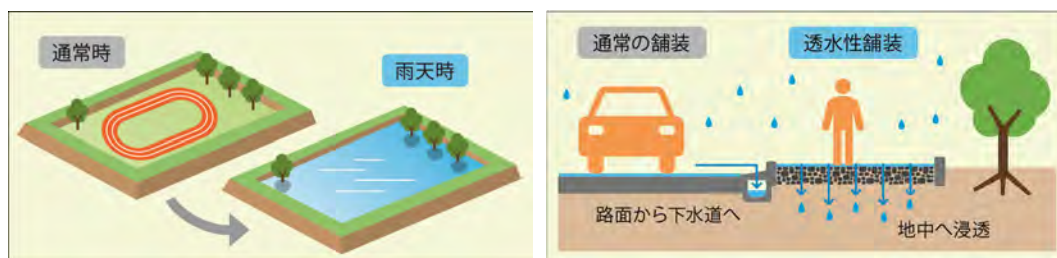 通常時
雨天時
通常の舗装
透水性舗装
路面から下水道へ
地中へ浸透